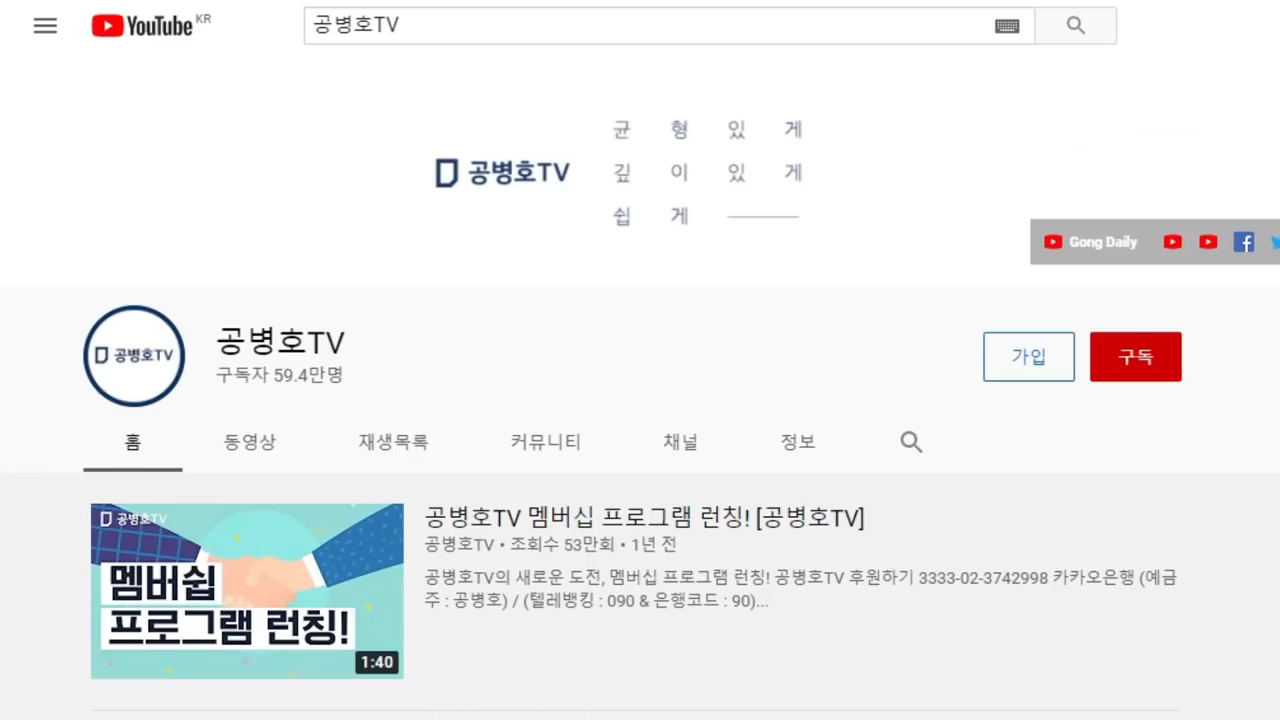 YouTube KR
공병호TV
균 형 있 게
공병호TV
깊 이 있 게
쉽 게
Gong Daily
공병호TV
공병호TV
구독자 59.4만명
가입
구독
홈
동영상
재생목록
커뮤니티
채널
정보
공병호TV
멤버쉽
프로그램 런칭!
1:40
공병호TV 멤버십 프로그램 런칭! [공병호TV]
공병호TV • 조회수 53만회 • 1년 전
공병호TV의 새로운 도전, 멤버십 프로그램 런칭! 공병호TV 후원하기 3333-02-3742998 카카오은행 (예금
주 : 공병호) / (텔레뱅킹 : 090 & 은행코드 : 90)...